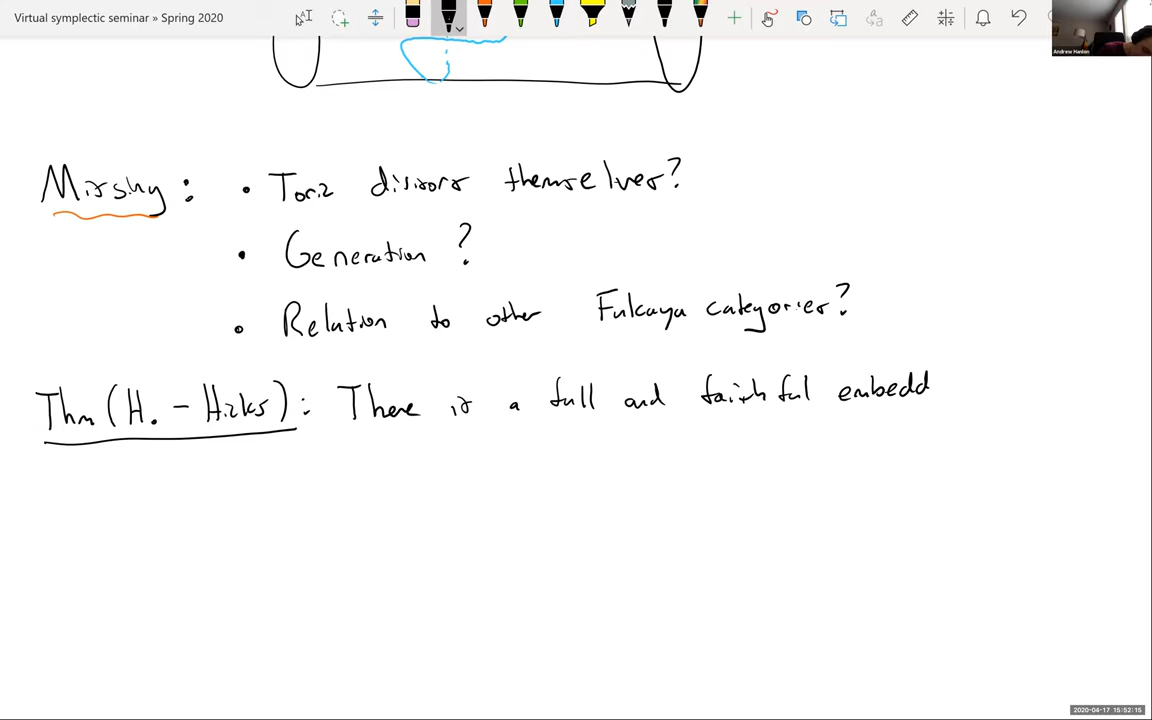 Virtual symplectic seminar » Spring 2020
Andrew Hanlon
i
Missing : • Toric divisors themselves?
• Generation ?
• Relation to other Fukaya categories?
Thm (H. - Hicks) : There is a full and faithful embedd
2020-04-17 15:52:15